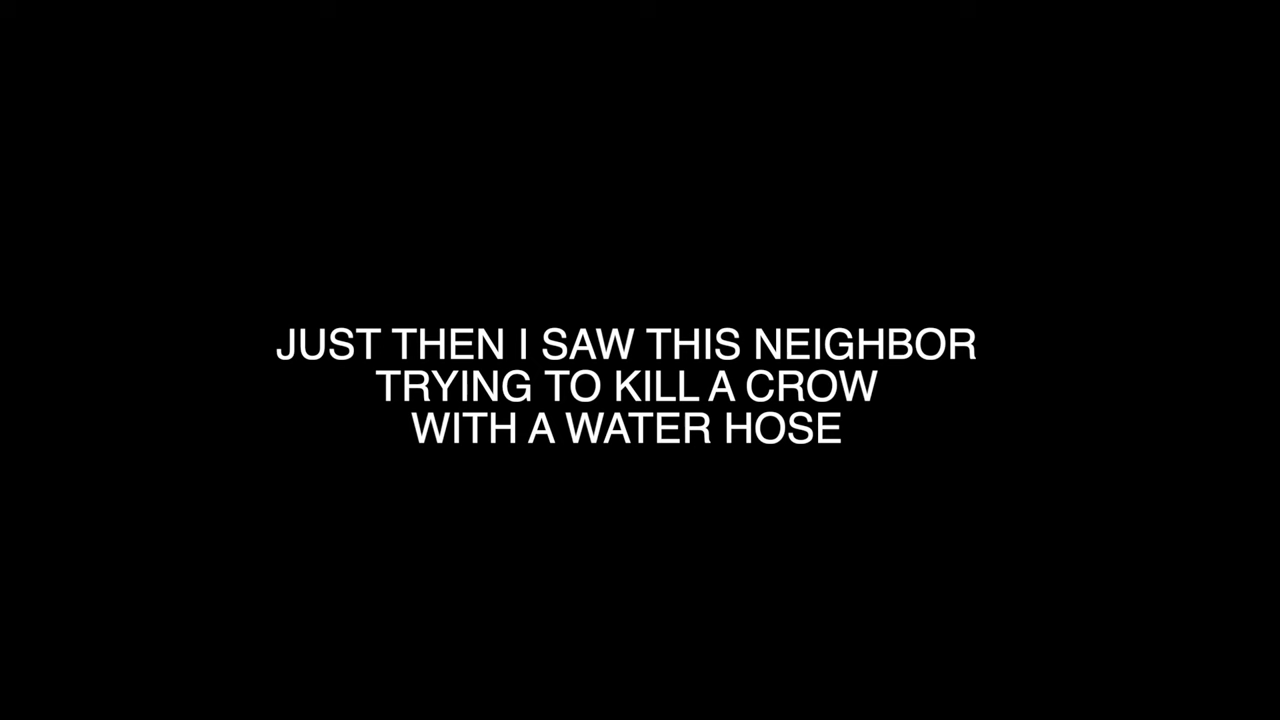 JUST THEN I SAW THIS NEIGHBOR
TRYING TO KILL A CROW
WITH A WATER HOSE